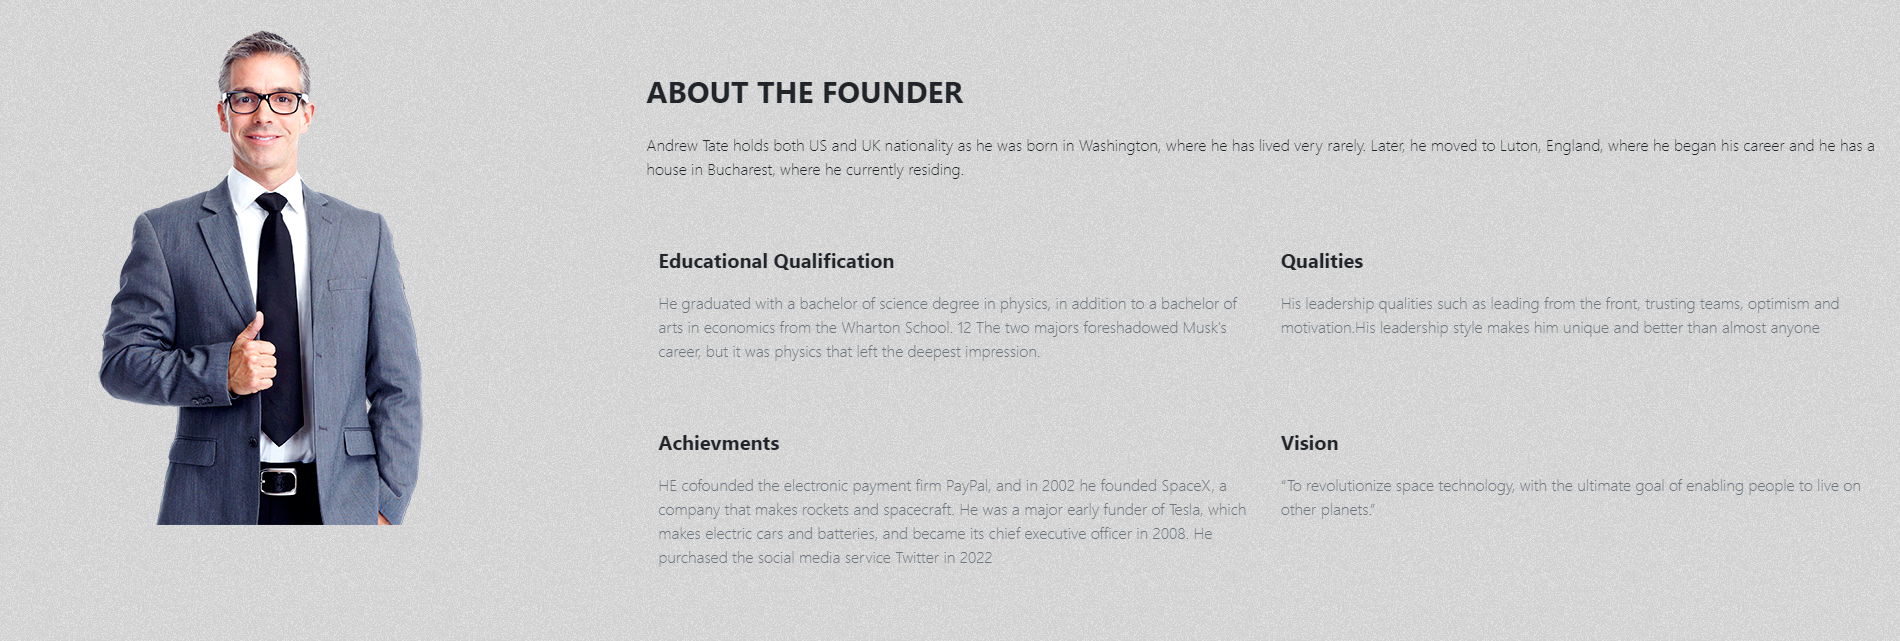 ABOUT THE FOUNDER
Andrew Tate holds both US and UK nationality as he was born in Washington, where he has lived very rarely. Later, he moved to Luton, England, where he began his career and he has a
house in Bucharest, where he currently residing.
Educational Qualification
He graduated with a bachelor of science degree in physics, in addition to a bachelor of
arts in economics from the Wharton School. 12 The two majors foreshadowed Musk's
career, but it was physics that left the deepest impression.
Qualities
His leadership qualities such as leading from the front, trusting teams, optimism and
motivation.His leadership style makes him unique and better than almost anyone
Achievments
HE cofounded the electronic payment firm PayPal, and in 2002 he founded SpaceX, a
company that makes rockets and spacecraft. He was a major early funder of Tesla, which
makes electric cars and batteries, and became its chief executive officer in 2008. He
purchased the social media service Twitter in 2022
Vision
“To revolutionize space technology, with the ultimate goal of enabling people to live on
other planets.”